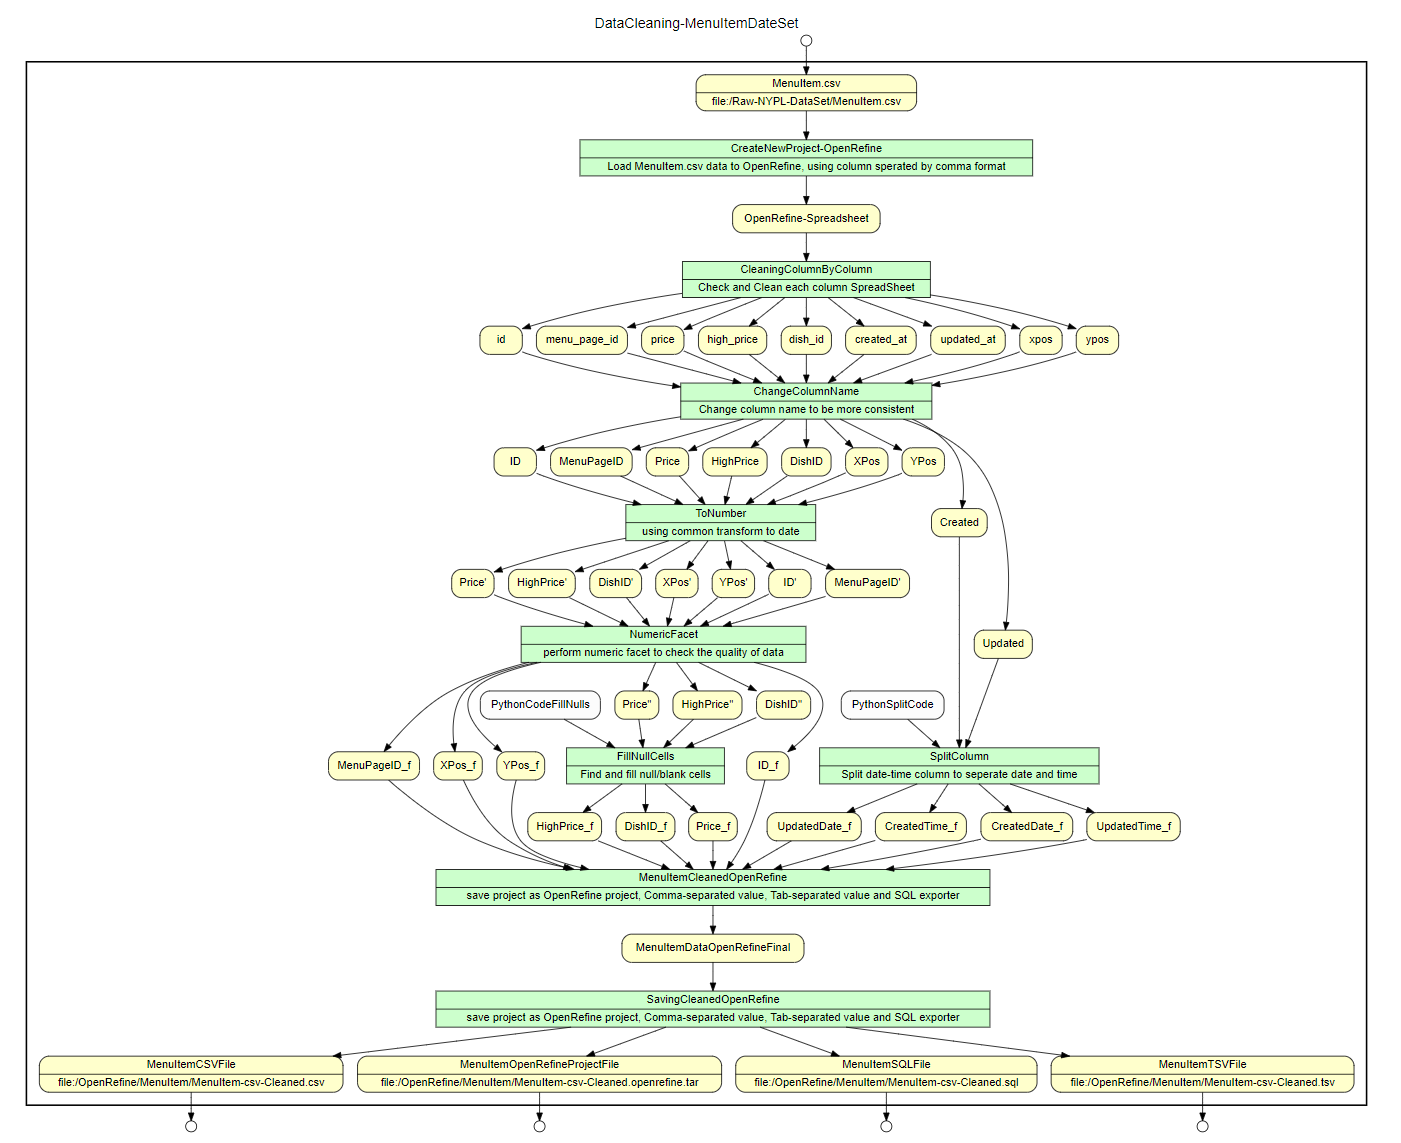 DataCleaning-MenuItemDateSet
MenuItem.csv
file:/Raw-NYPL-DataSet/MenuItem.csv
CreateNewProject-OpenRefine
Load MenuItem.csv data to OpenRefine, using column sperated by comma format
OpenRefine-Spreadsheet
CleaningColumnByColumn
Check and Clean each column SpreadSheet
id
menu_page_id
price
high_price
dish_id
created_at
updated_at
xpos
ypos
ChangeColumnName
Change column name to be more consistent
ID
MenuPageID
Price
HighPrice
DishID
XPos
YPos
ToNumber
using common transform to date
Created
Price'
HighPrice'
DishID'
XPos'
YPos'
ID'
MenuPageID'
NumericFacet
perform numeric facet to check the quality of data
Updated
PythonCodeFillNulls
Price"
HighPrice"
DishID"
PythonSplitCode
MenuPageID_f
XPos_f
YPos_f
FillNullCells
Find and fill null/blank cells
ID_f
SplitColumn
Split date-time column to seperate date and time
HighPrice_f
DishID_f
Price_f
UpdatedDate_f
CreatedTime_f
CreatedDate_f
UpdatedTime_f
MenuItemCleanedOpenRefine
save project as OpenRefine project, Comma-separated value, Tab-separated value and SQL exporter
MenuItemDataOpenRefineFinal
SavingCleanedOpenRefine
save project as OpenRefine project, Comma-separated value, Tab-separated value and SQL exporter
MenuItemCSVFile
file:/OpenRefine/MenuItem/MenuItem-csv-Cleaned.csv
MenuItemOpenRefineProjectFile
file:/OpenRefine/MenuItem/MenuItem-csv-Cleaned.openrefine.tar
MenuItemSQLFile
file:/OpenRefine/MenuItem/MenuItem-csv-Cleaned.sql
MenuItemTSVFile
file:/OpenRefine/MenuItem/MenuItem-csv-Cleaned.tsv